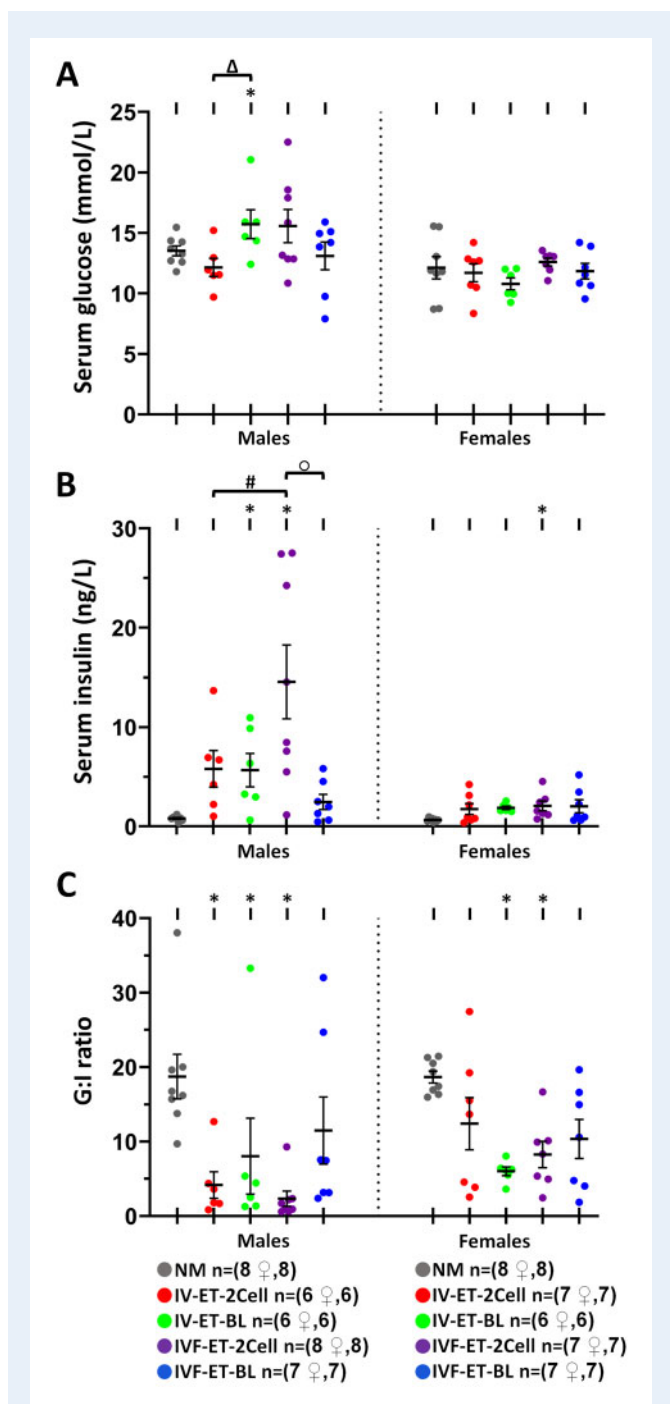 A
Δ
*
25
20
15
10
5
0
Serum glucose (mmol/L)
Males Females
B
# ○
* * *
30
20
10
0
Serum insulin (ng/L)
Males Females
C
* * * * *
40
30
20
10
0
G:I ratio
Males Females
NM n=(8 ♀,8) NM n=(8 ♀,8)
IV-ET-2Cell n=(6 ♀,6) IV-ET-2Cell n=(7 ♀,7)
IV-ET-BL n=(6 ♀,6) IV-ET-BL n=(6 ♀,6)
IVF-ET-2Cell n=(8 ♀,8) IVF-ET-2Cell n=(7 ♀,7)
IVF-ET-BL n=(7 ♀,7) IVF-ET-BL n=(7 ♀,7)